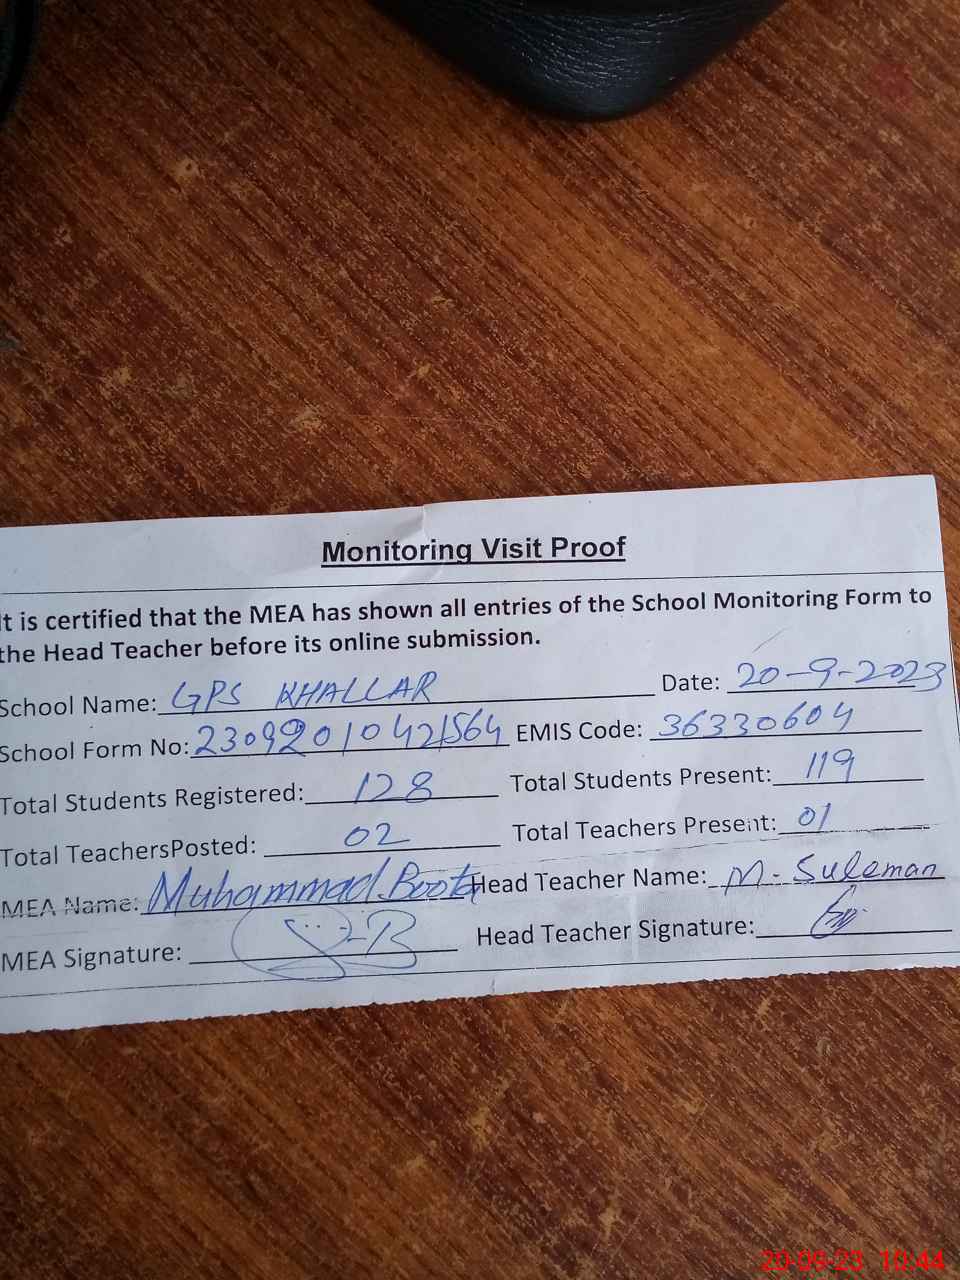 Monitoring Visit Proof
It is certified that the MEA has shown all entries of the School Monitoring Form to
the Head Teacher before its online submission.
School Name: GPS KHALLAR Date: 20-9-2023
School Form No: 23092010421564 EMIS Code: 36330604
Total Students Registered: 128 Total Students Present: 119
Total TeachersPosted: 02 Total Teachers Present: 01
MEA Name: Muhammad Boota Head Teacher Name: M. Suleman
MEA Signature: Head Teacher Signature:
20-09-23 10:44